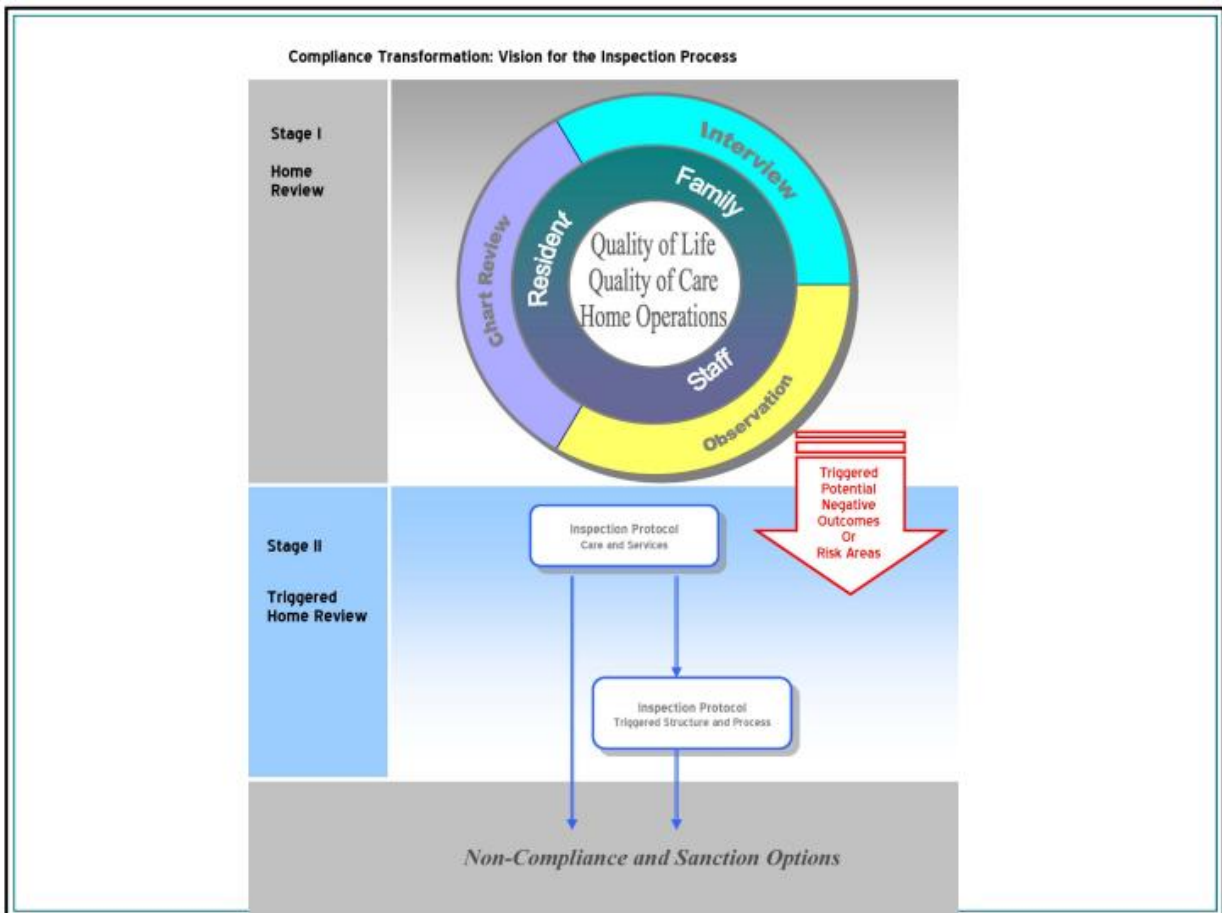 Compliance Transformation: Vision for the Inspection Process
Stage I
Home
Review
Interview
Chart Review
Observation
Family
Resident
Staff
Quality of Life
Quality of Care
Home Operations
Triggered
Potential
Negative
Outcomes
Or
Risk Areas
Stage II
Triggered
Home Review
Inspection Protocol
Care and Services
Inspection Protocol
Triggered Structure and Process
Non-Compliance and Sanction Options